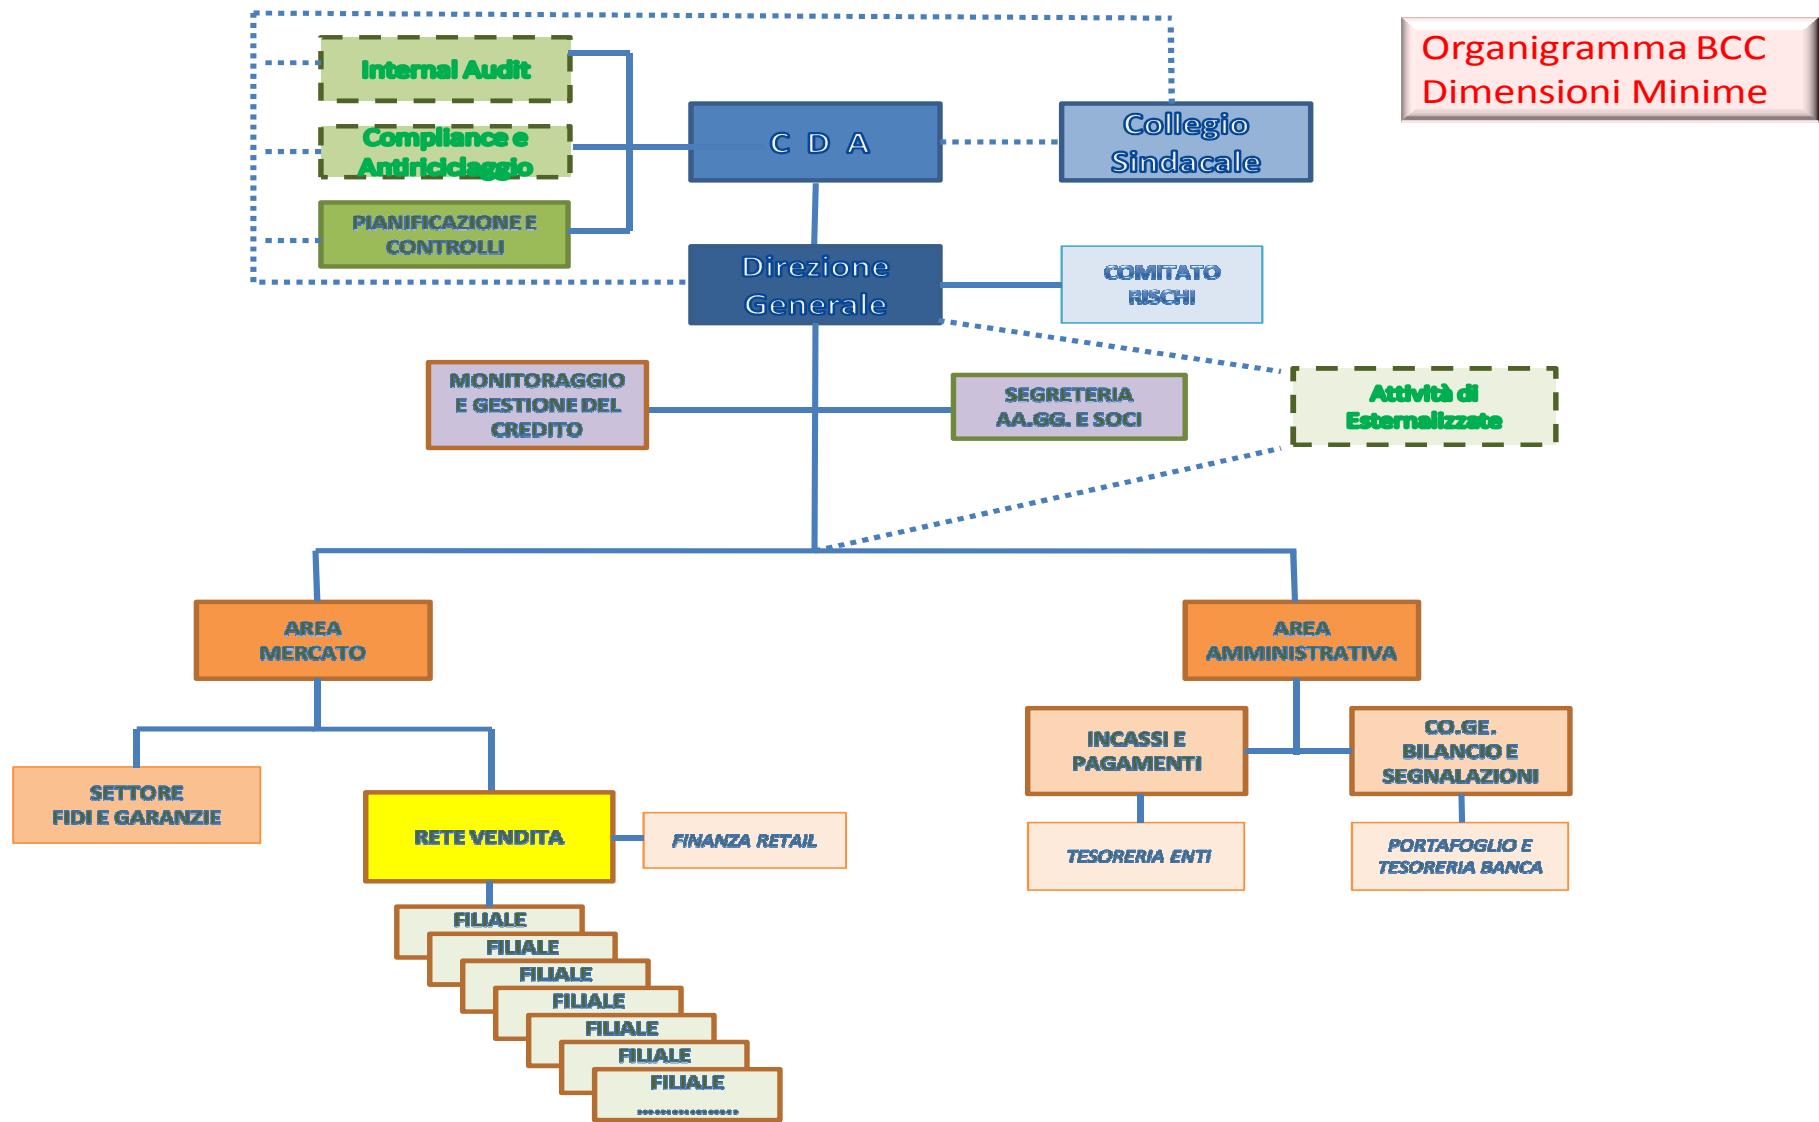 Organigramma BCC
Dimensioni Minime
Internal Audit
Compliance e
Antiriciclaggio
PIANIFICAZIONE E
CONTROLLI
C D A
Collegio
Sindacale
Direzione
Generale
COMITATO
RISCHI
MONITORAGGIO
E GESTIONE DEL
CREDITO
SEGRETERIA
AA.GG. E SOCI
Attività di
Esternalizzate
AREA
MERCATO
AREA
AMMINISTRATIVA
SETTORE
FIDI E GARANZIE
RETE VENDITA
FINANZA RETAIL
INCASSI E
PAGAMENTI
CO.GE.
BILANCIO E
SEGNALAZIONI
TESORERIA ENTI
PORTAFOGLIO E
TESORERIA BANCA
FILIALE
FILIALE
FILIALE
FILIALE
FILIALE
FILIALE
FILIALE
..................